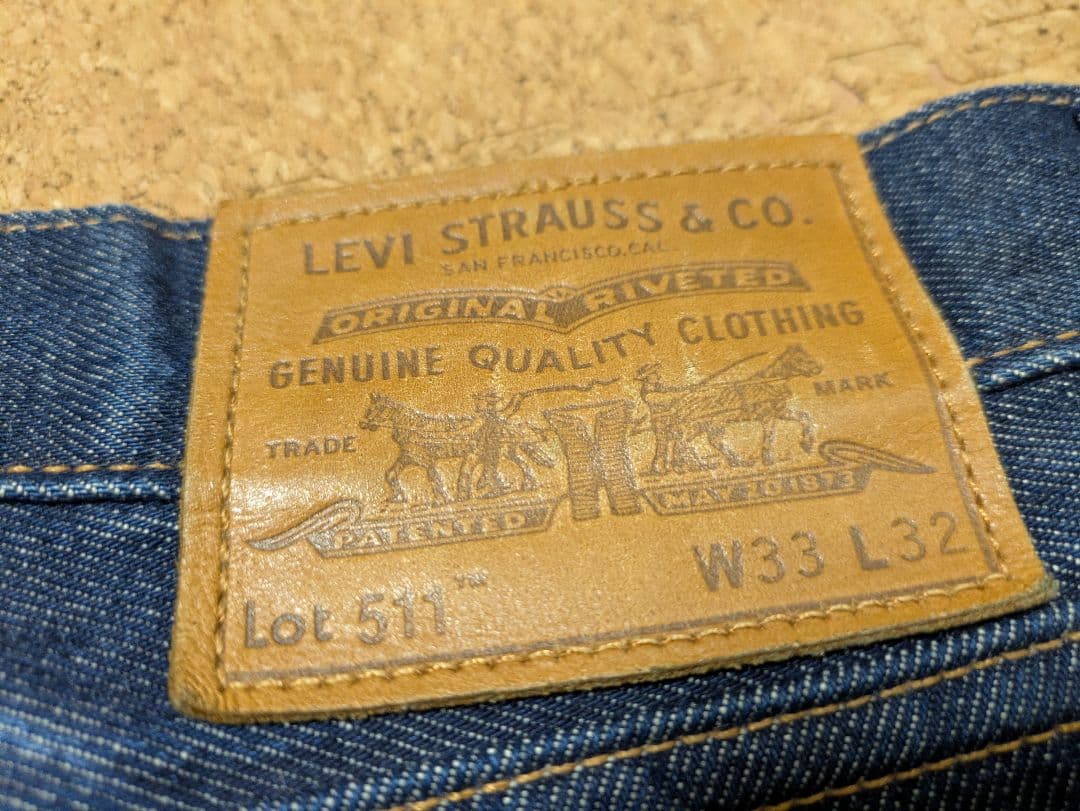 LEVI STRAUSS & CO.
SAN FRANCISCO, CAL.
ORIGINAL RIVETED
GENUINE QUALITY CLOTHING
TRADE MARK
PATENTED MAY 20 1873
W33 L32
Lot 511™